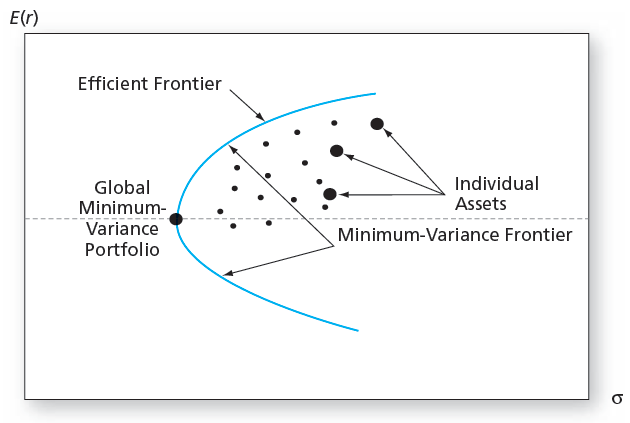 E(r)
Efficient Frontier
Global
Minimum-
Variance
Portfolio
Individual
Assets
Minimum-Variance Frontier
σ